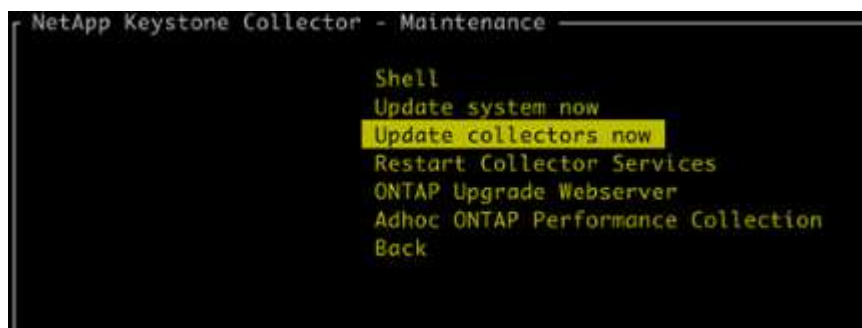 NetApp Keystone Collector - Maintenance
Shell
Update system now
Update collectors now
Restart Collector Services
ONTAP Upgrade Webserver
Adhoc ONTAP Performance Collection
Back